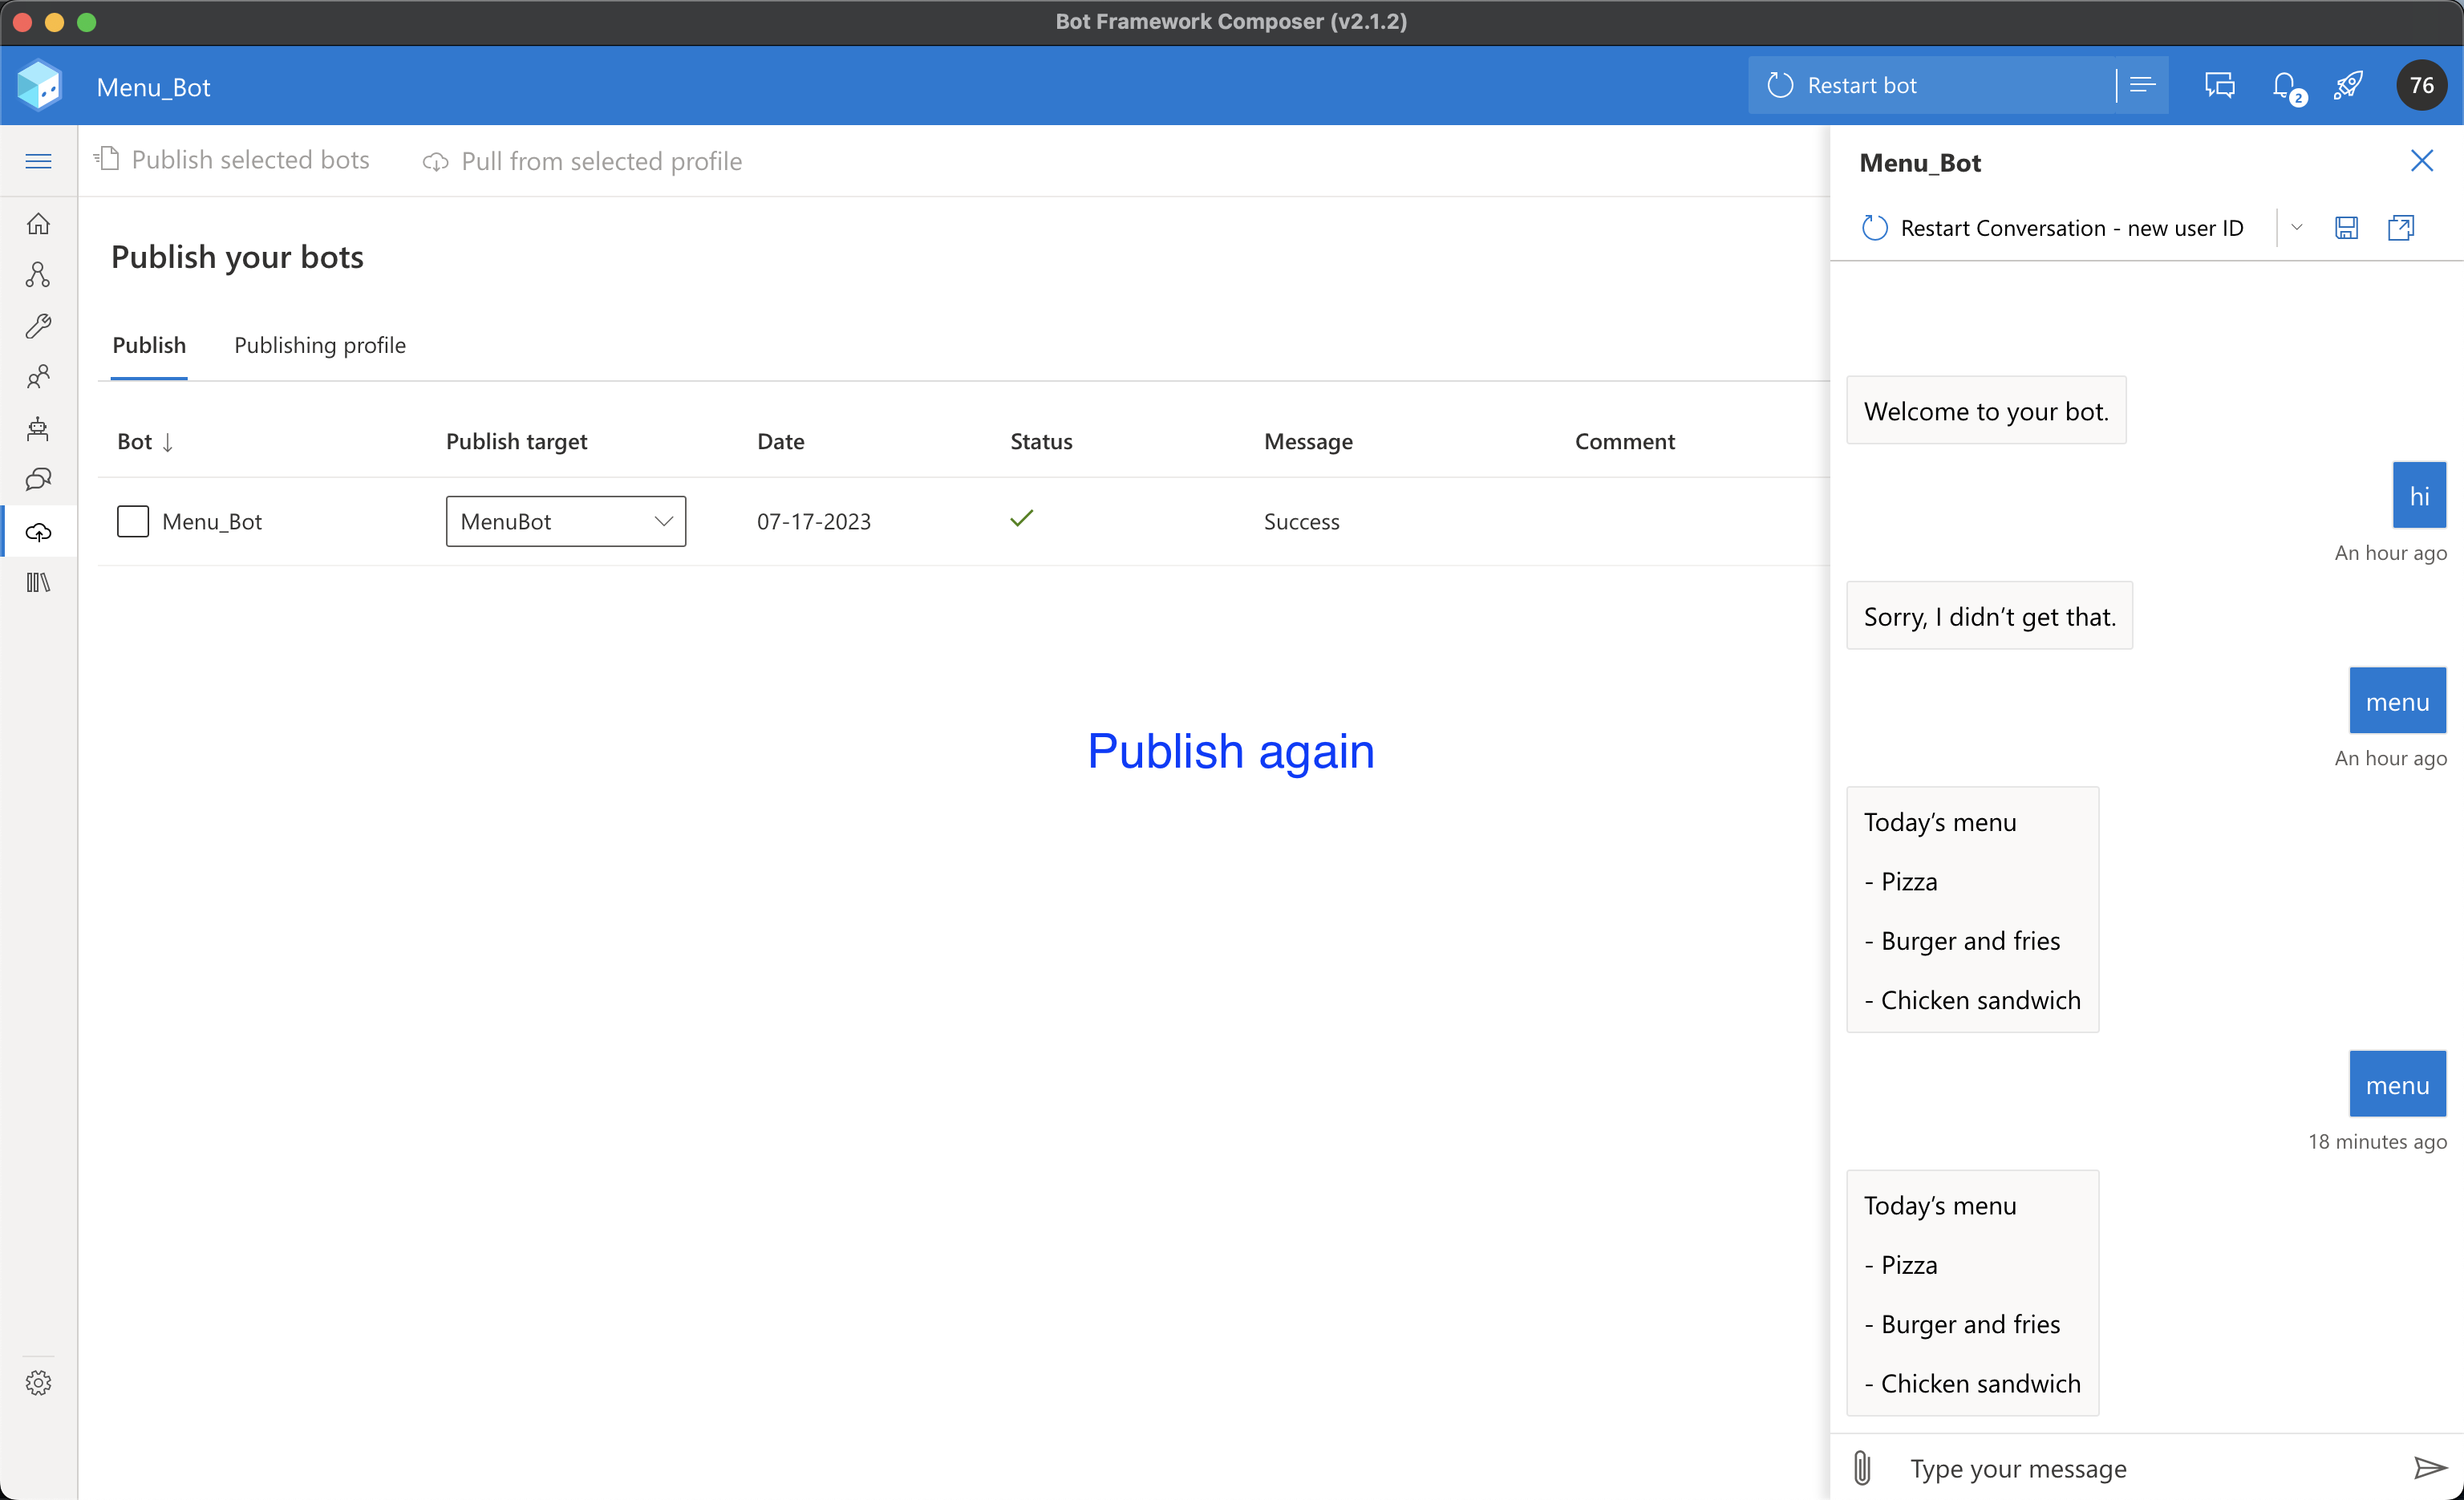 Bot Framework Composer (v2.1.2)
Menu_Bot
Restart bot
2
76
Publish selected bots
Pull from selected profile
Publish your bots
Publish
Publishing profile
Bot ↓
Publish target
Date
Status
Message
Comment
Menu_Bot
MenuBot
07-17-2023
Success
Publish again
Menu_Bot
Restart Conversation - new user ID
Welcome to your bot.
hi
An hour ago
Sorry, I didn’t get that.
menu
An hour ago
Today’s menu
- Pizza
- Burger and fries
- Chicken sandwich
menu
18 minutes ago
Today’s menu
- Pizza
- Burger and fries
- Chicken sandwich
Type your message